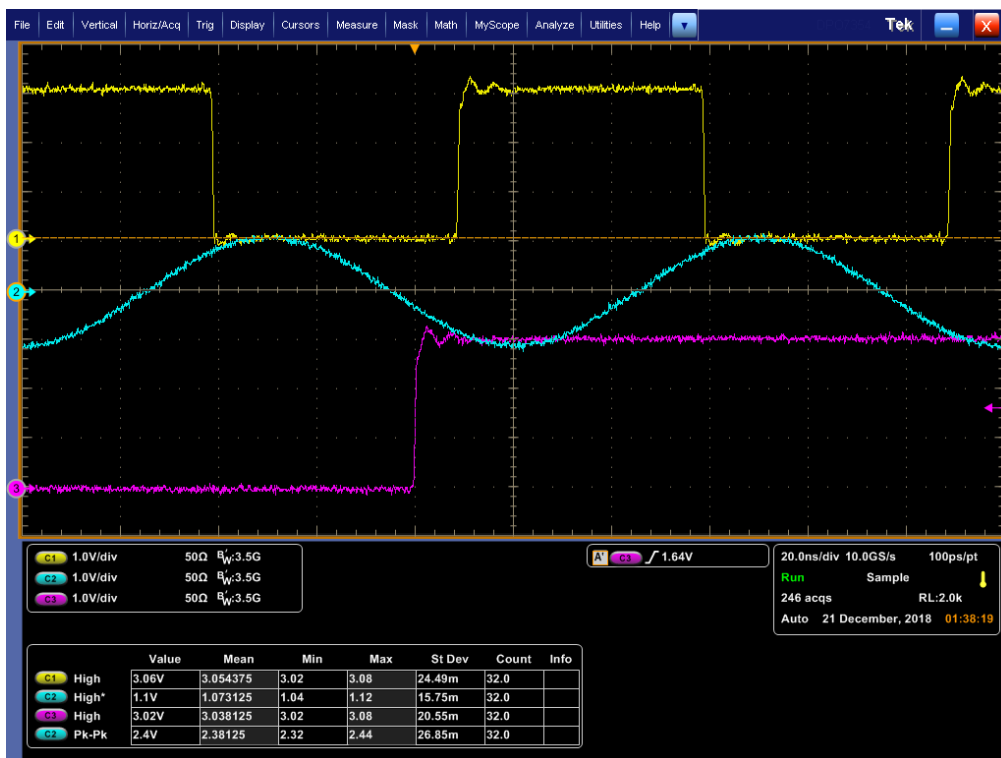 File Edit Vertical Horiz/Acq Trig Display Cursors Measure Mask Math MyScope Analyze Utilities Help Tek X
1
2
3
C1 1.0V/div 50Ω BW:3.5G
C2 1.0V/div 50Ω BW:3.5G
C3 1.0V/div 50Ω BW:3.5G
A' C3 1.64V
20.0ns/div 10.0GS/s 100ps/pt
Run Sample
246 acqs RL:2.0k
Auto 21 December, 2018 01:38:19
Value Mean Min Max St Dev Count Info
C1 High 3.06V 3.054375 3.02 3.08 24.49m 32.0
C2 High* 1.1V 1.073125 1.04 1.12 15.75m 32.0
C3 High 3.02V 3.038125 3.02 3.08 20.55m 32.0
C2 Pk-Pk 2.4V 2.38125 2.32 2.44 26.85m 32.0